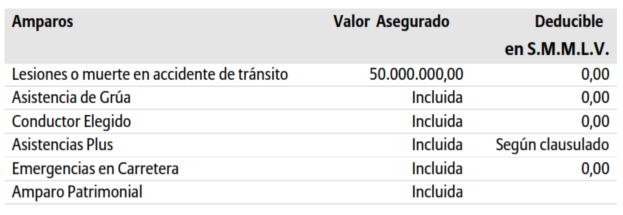 Amparos Valor Asegurado Deducible
en S.M.M.L.V.
Lesiones o muerte en accidente de tránsito 50.000.000,00 0,00
Asistencia de Grúa Incluida 0,00
Conductor Elegido Incluida 0,00
Asistencias Plus Incluida Según clausulado
Emergencias en Carretera Incluida 0,00
Amparo Patrimonial Incluida